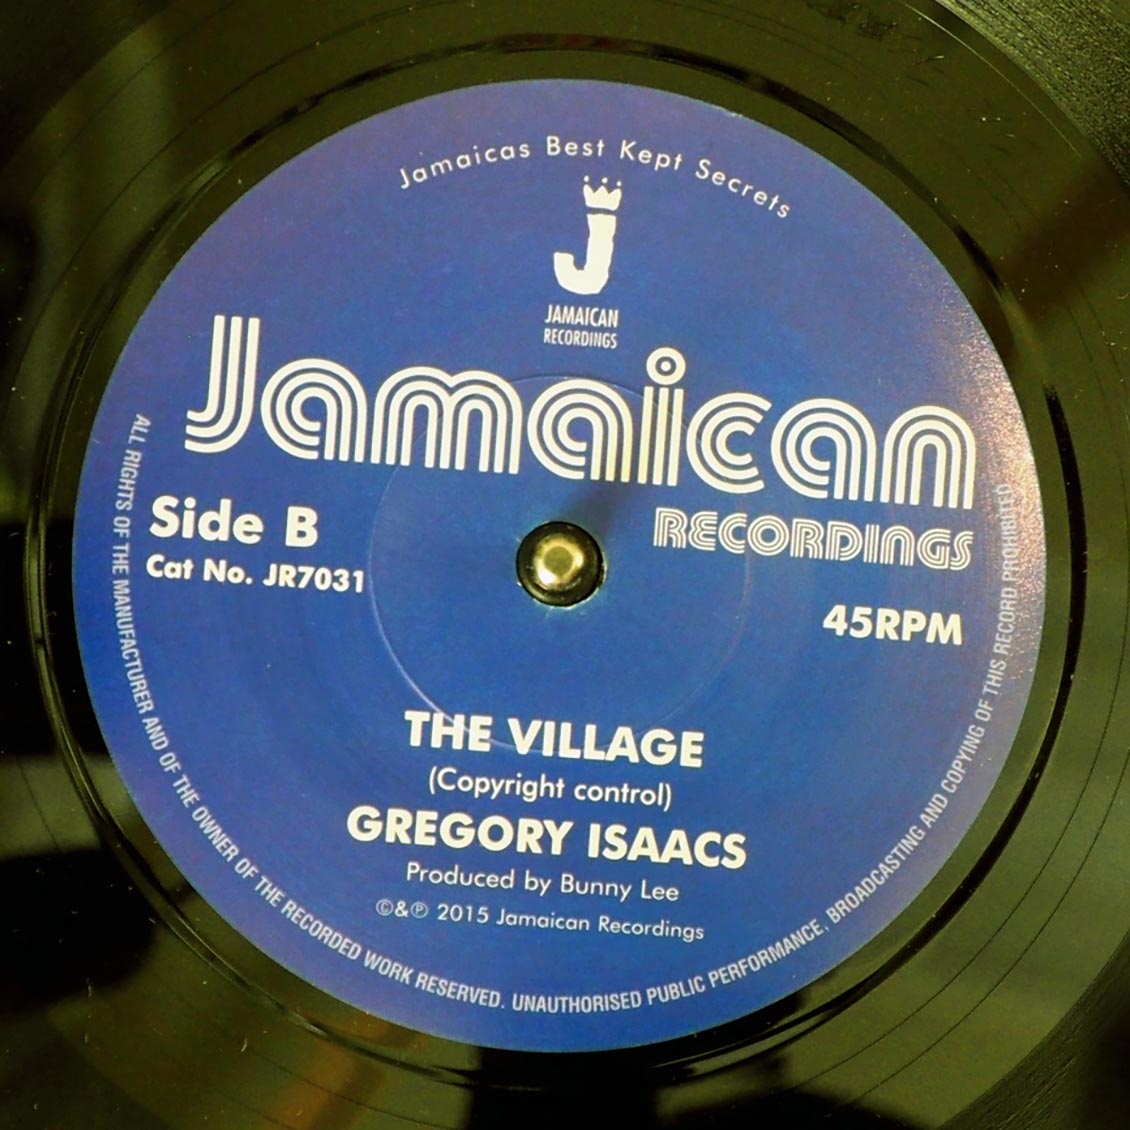 Jamaicas Best Kept Secrets
J
JAMAICAN
RECORDINGS
Jamaican
RECORDINGS
Side B
Cat No. JR7031
45RPM
THE VILLAGE
(Copyright control)
GREGORY ISAACS
Produced by Bunny Lee
©&℗ 2015 Jamaican Recordings
ALL RIGHTS OF THE MANUFACTURER AND OF THE OWNER OF THE RECORDED WORK RESERVED. UNAUTHORISED PUBLIC PERFORMANCE, BROADCASTING AND COPYING OF THIS RECORD PROHIBITED